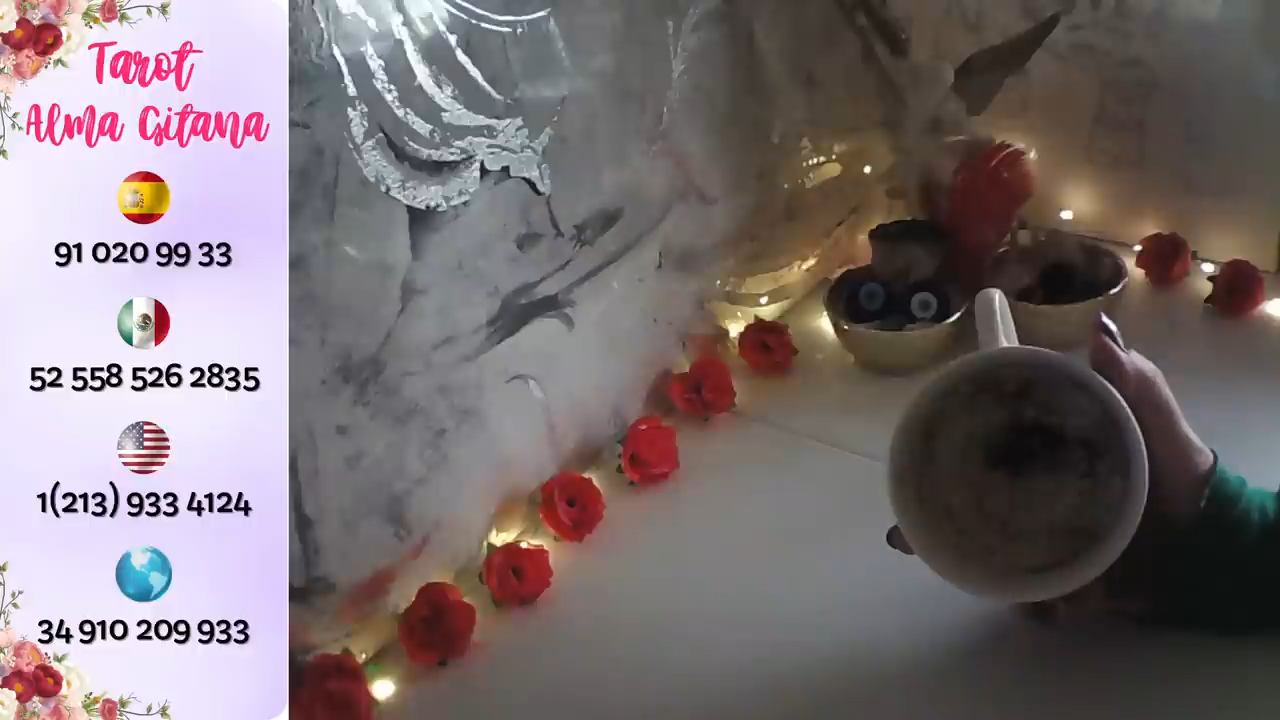 Tarot
Alma Gitana
91 020 99 33
52 558 526 2835
1(213) 933 4124
34 910 209 933